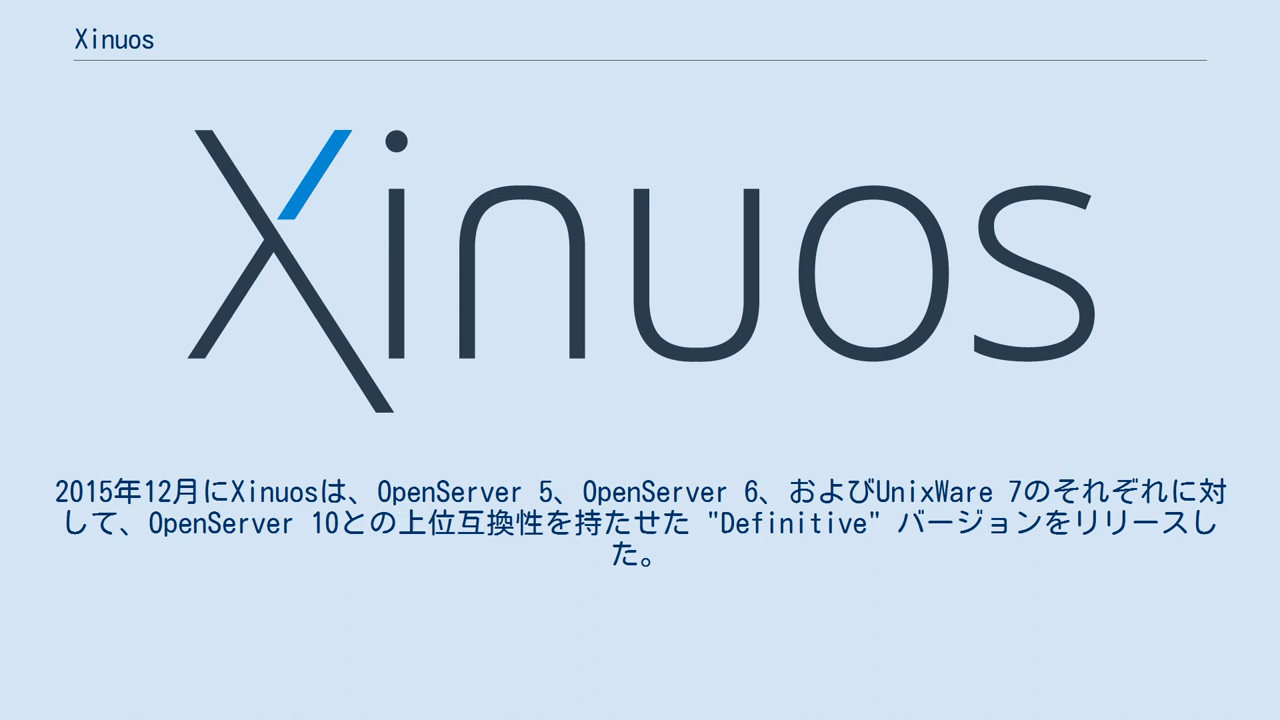 Xinuos
Xinuos
2015年12月にXinuosは、OpenServer 5、OpenServer 6、およびUnixWare 7のそれぞれに対
して、OpenServer 10との上位互換性を持たせた "Definitive" バージョンをリリースし
た。